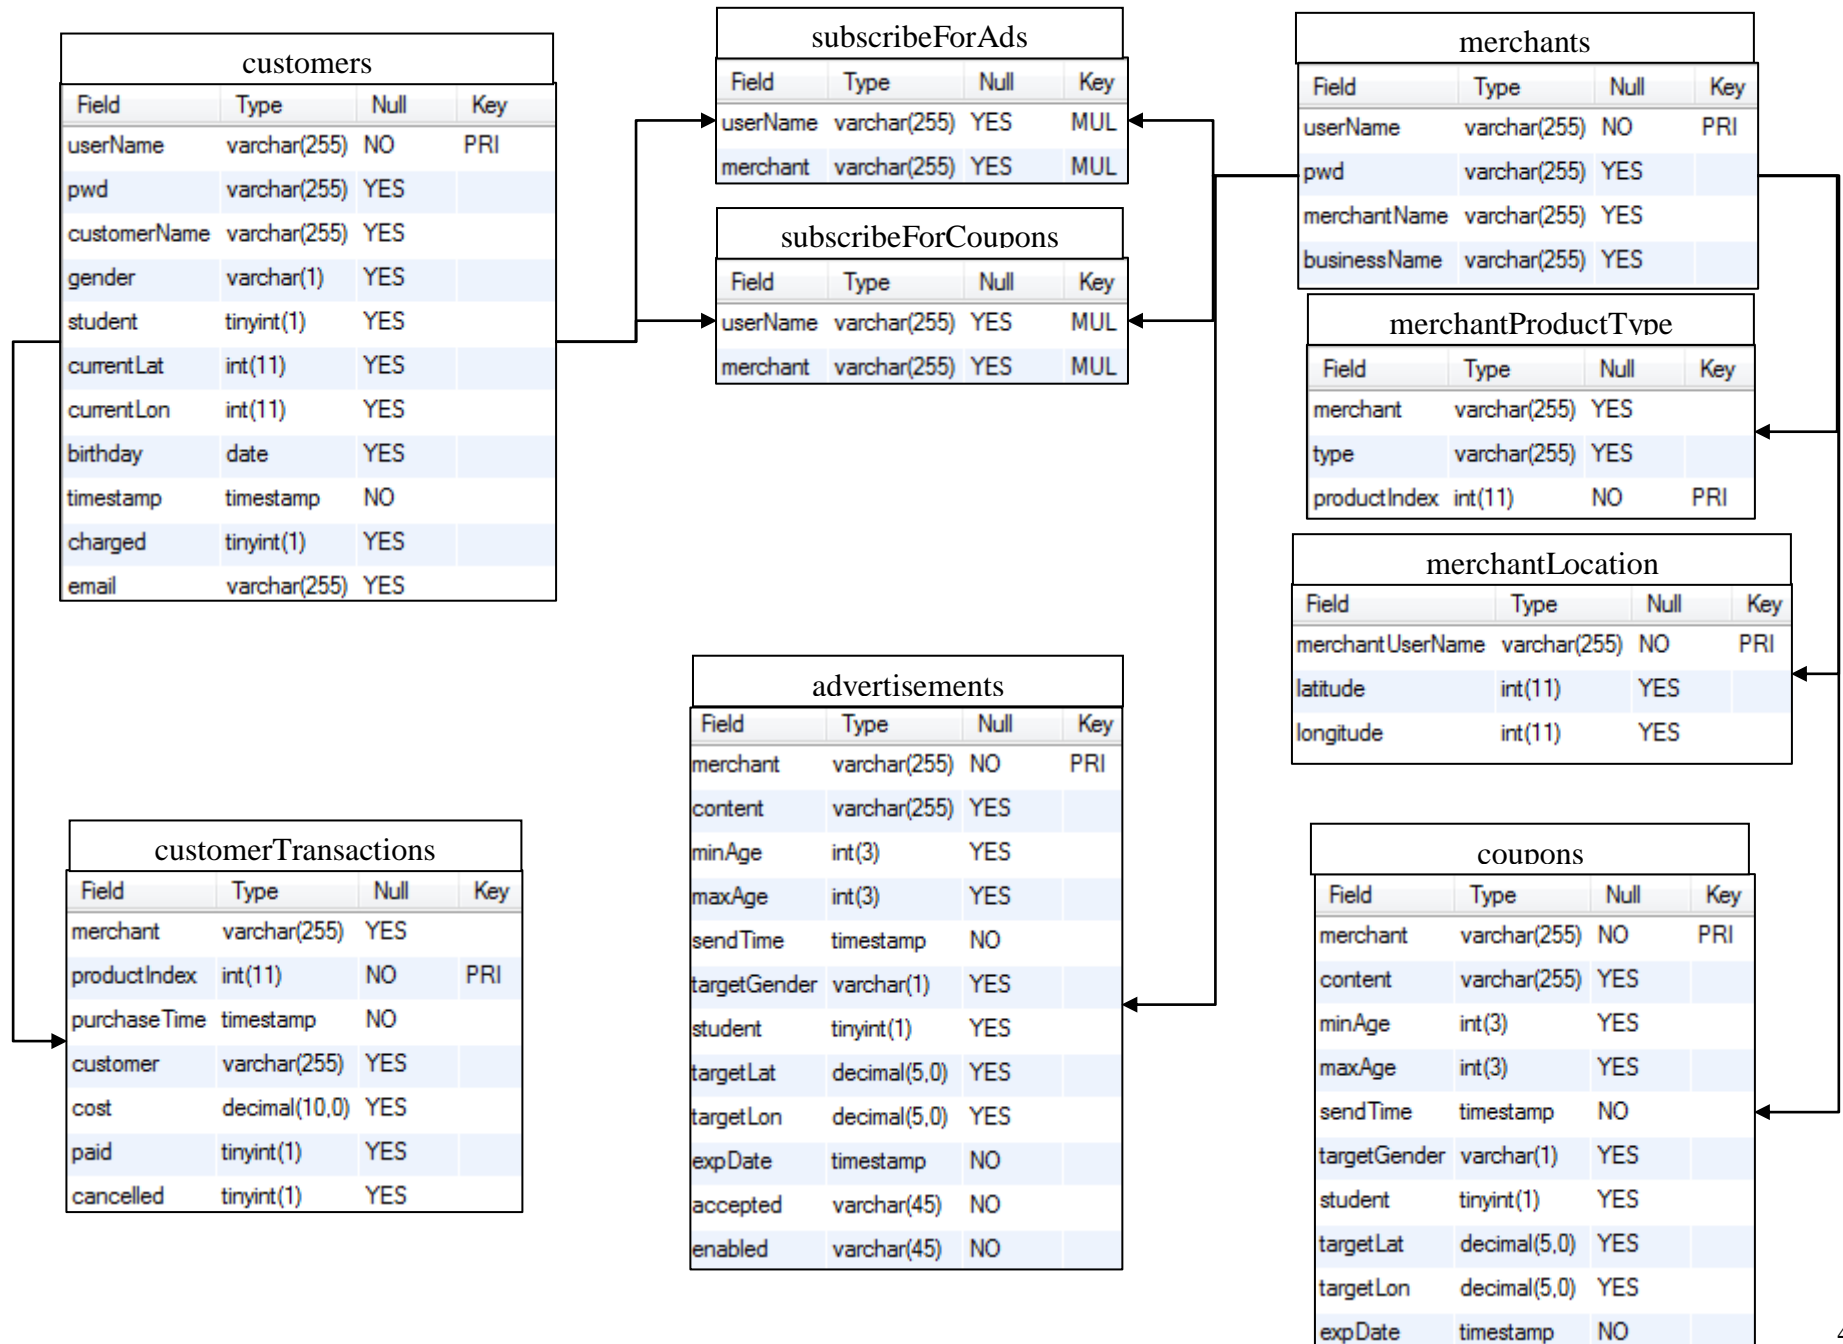 customers
Field Type Null Key
userName varchar(255) NO PRI
pwd varchar(255) YES
customerName varchar(255) YES
gender varchar(1) YES
student tinyint(1) YES
currentLat int(11) YES
currentLon int(11) YES
birthday date YES
timestamp timestamp NO
charged tinyint(1) YES
email varchar(255) YES
subscribeForAds
Field Type Null Key
userName varchar(255) YES MUL
merchant varchar(255) YES MUL
subscribeForCoupons
Field Type Null Key
userName varchar(255) YES MUL
merchant varchar(255) YES MUL
merchants
Field Type Null Key
userName varchar(255) NO PRI
pwd varchar(255) YES
merchantName varchar(255) YES
businessName varchar(255) YES
merchantProductType
Field Type Null Key
merchant varchar(255) YES
type varchar(255) YES
productIndex int(11) NO PRI
merchantLocation
Field Type Null Key
merchantUserName varchar(255) NO PRI
latitude int(11) YES
longitude int(11) YES
customerTransactions
Field Type Null Key
merchant varchar(255) YES
productIndex int(11) NO PRI
purchaseTime timestamp NO
customer varchar(255) YES
cost decimal(10,0) YES
paid tinyint(1) YES
cancelled tinyint(1) YES
advertisements
Field Type Null Key
merchant varchar(255) NO PRI
content varchar(255) YES
minAge int(3) YES
maxAge int(3) YES
sendTime timestamp NO
targetGender varchar(1) YES
student tinyint(1) YES
targetLat decimal(5,0) YES
targetLon decimal(5,0) YES
expDate timestamp NO
accepted varchar(45) NO
enabled varchar(45) NO
coupons
Field Type Null Key
merchant varchar(255) NO PRI
content varchar(255) YES
minAge int(3) YES
maxAge int(3) YES
sendTime timestamp NO
targetGender varchar(1) YES
student tinyint(1) YES
targetLat decimal(5,0) YES
targetLon decimal(5,0) YES
expDate timestamp NO